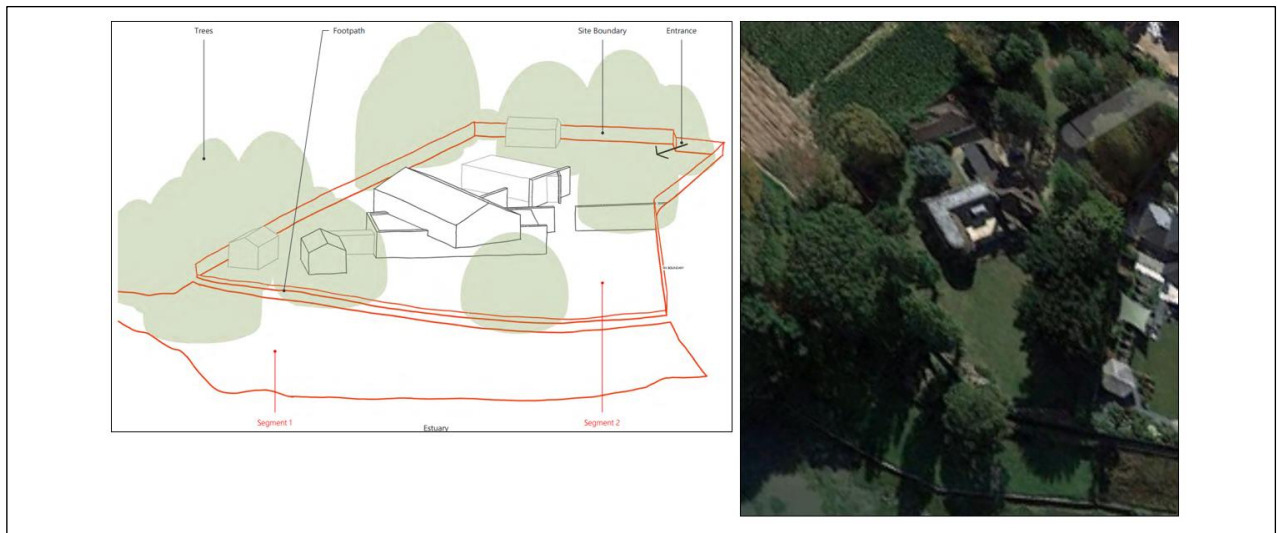 Trees
Footpath
Site Boundary
Entrance
Segment 1
Segment 2
Estuary